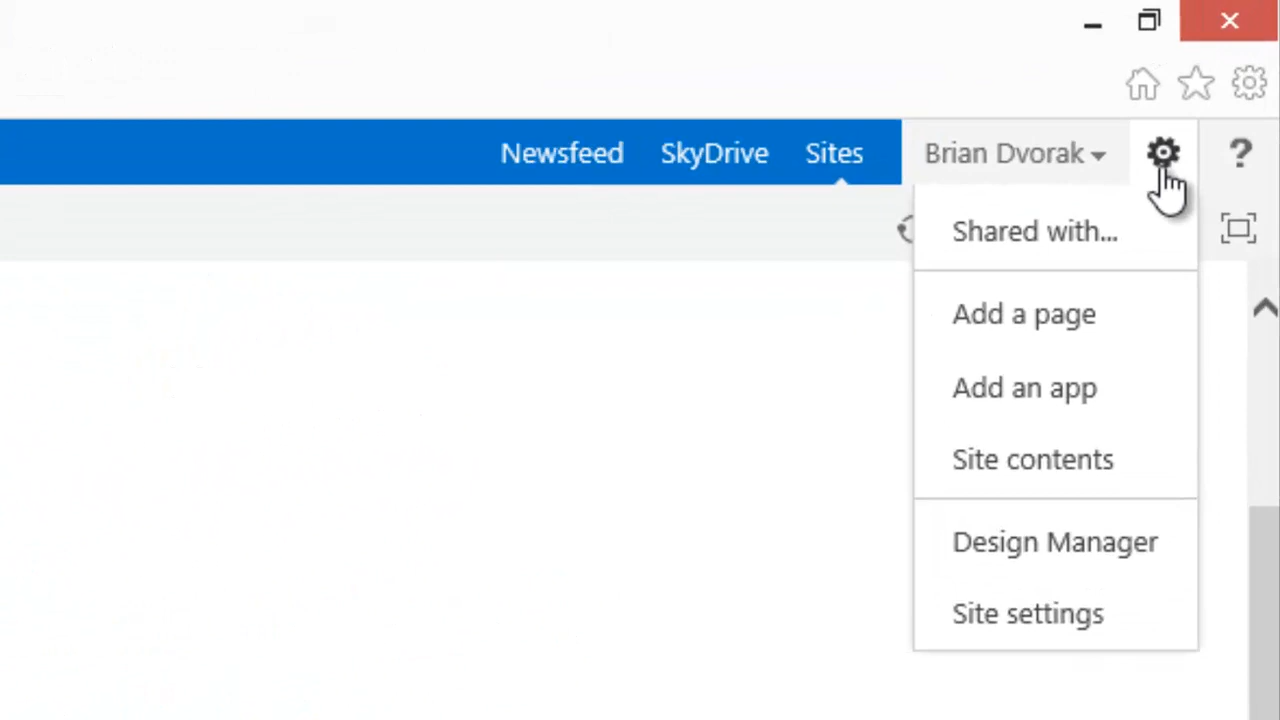 Newsfeed SkyDrive Sites Brian Dvorak ?
Shared with...
Add a page
Add an app
Site contents
Design Manager
Site settings